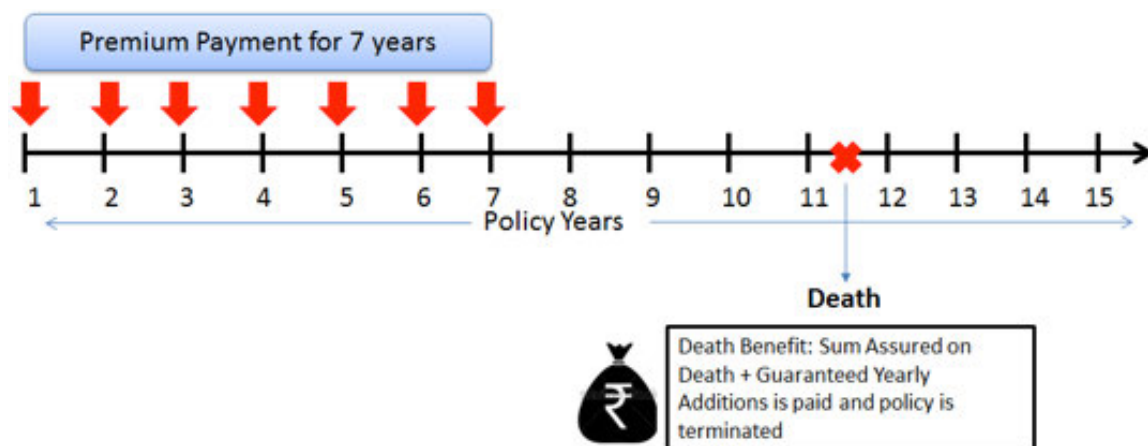 Premium Payment for 7 years
1 2 3 4 5 6 7 8 9 10 11 12 13 14 15
Policy Years
Death
₹
Death Benefit: Sum Assured on
Death + Guaranteed Yearly
Additions is paid and policy is
terminated